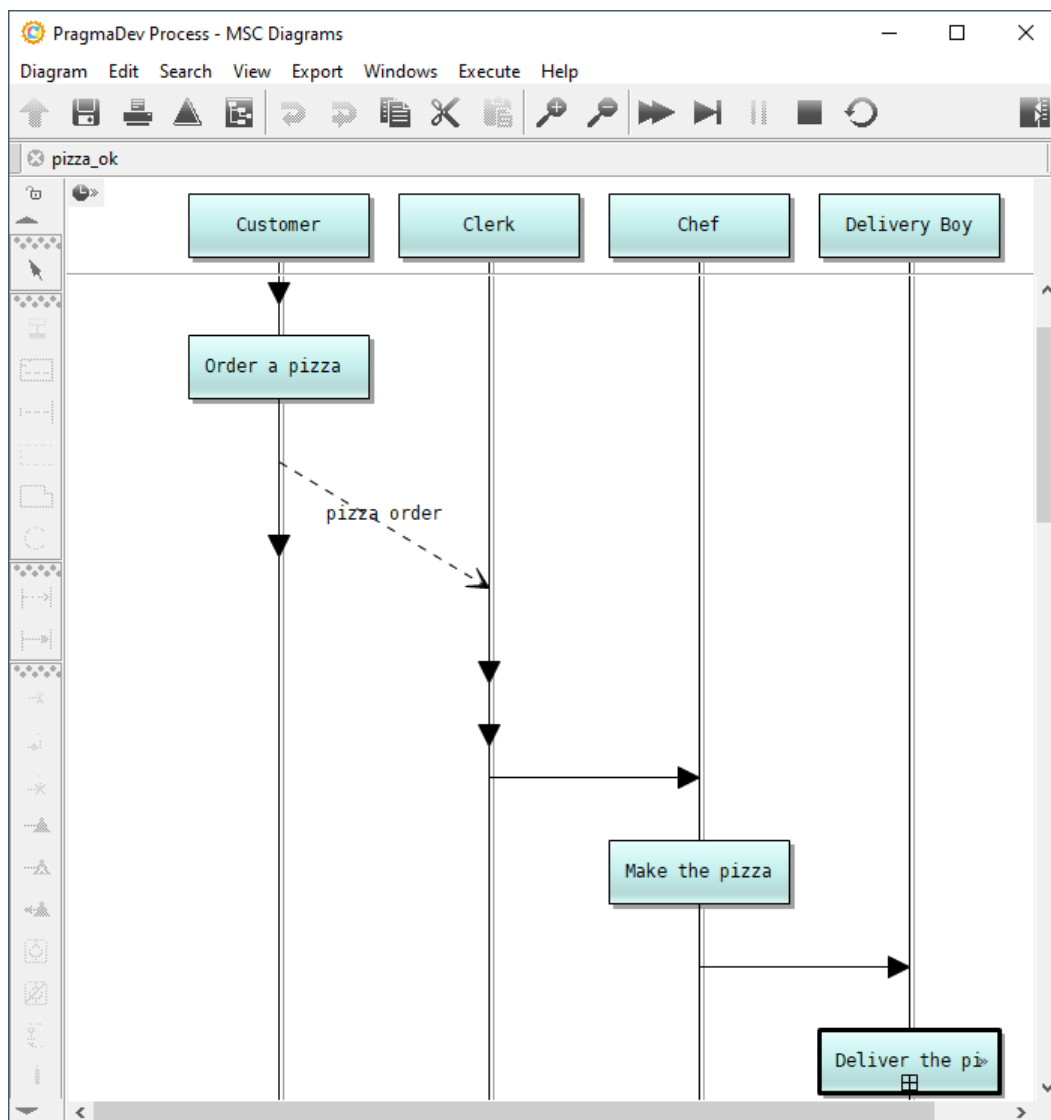 PragmaDev Process - MSC Diagrams
Diagram Edit Search View Export Windows Execute Help
pizza_ok
Customer Clerk Chef Delivery Boy
Order a pizza
pizza order
Make the pizza
Deliver the pi»